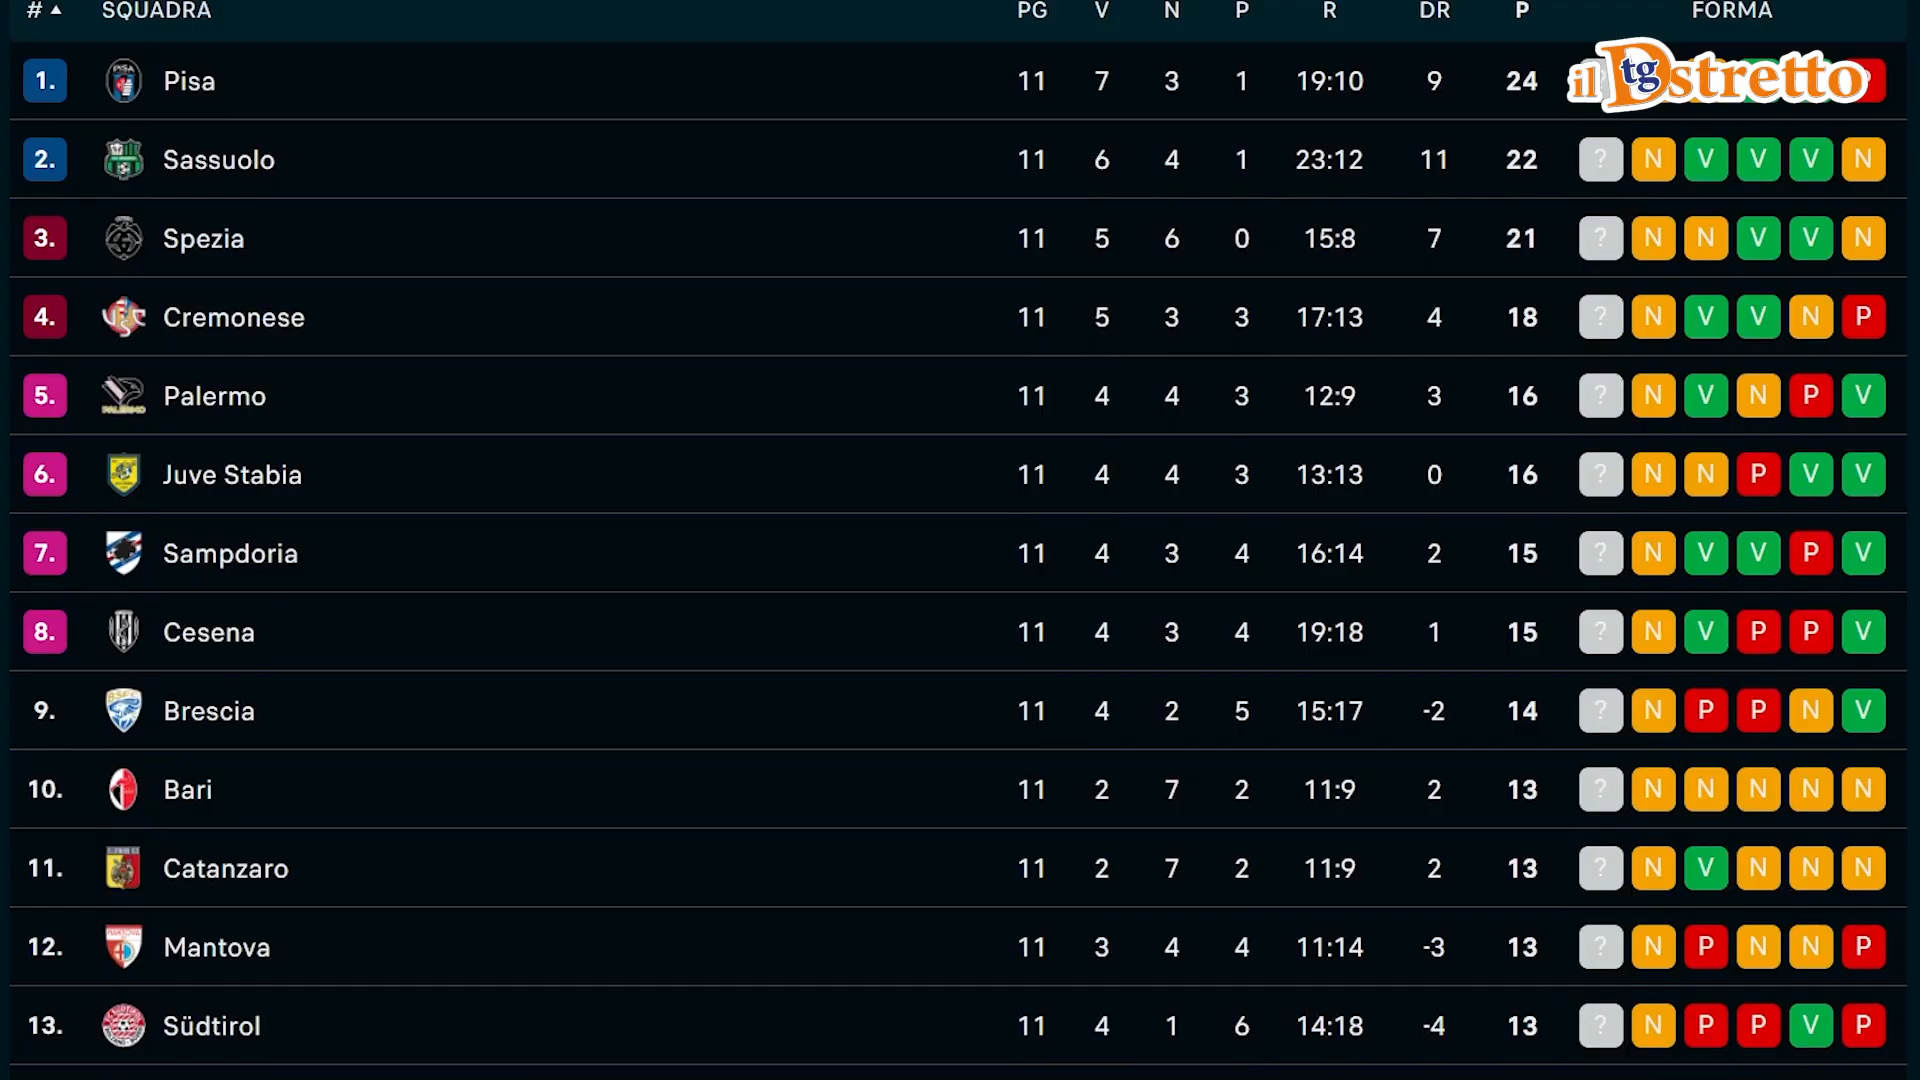 # ▲ SQUADRA PG V N P R DR P FORMA
1. Pisa 11 7 3 1 19:10 9 24
il tg Dstretto
2. Sassuolo 11 6 4 1 23:12 11 22 ? N V V V N
3. Spezia 11 5 6 0 15:8 7 21 ? N N V V N
4. Cremonese 11 5 3 3 17:13 4 18 ? N V V N P
5. Palermo 11 4 4 3 12:9 3 16 ? N V N P V
6. Juve Stabia 11 4 4 3 13:13 0 16 ? N N P V V
7. Sampdoria 11 4 3 4 16:14 2 15 ? N V V P V
8. Cesena 11 4 3 4 19:18 1 15 ? N V P P V
9. Brescia 11 4 2 5 15:17 -2 14 ? N P P N V
10. Bari 11 2 7 2 11:9 2 13 ? N N N N N
11. Catanzaro 11 2 7 2 11:9 2 13 ? N V N N N
12. Mantova 11 3 4 4 11:14 -3 13 ? N P N N P
13. Südtirol 11 4 1 6 14:18 -4 13 ? N P P V P